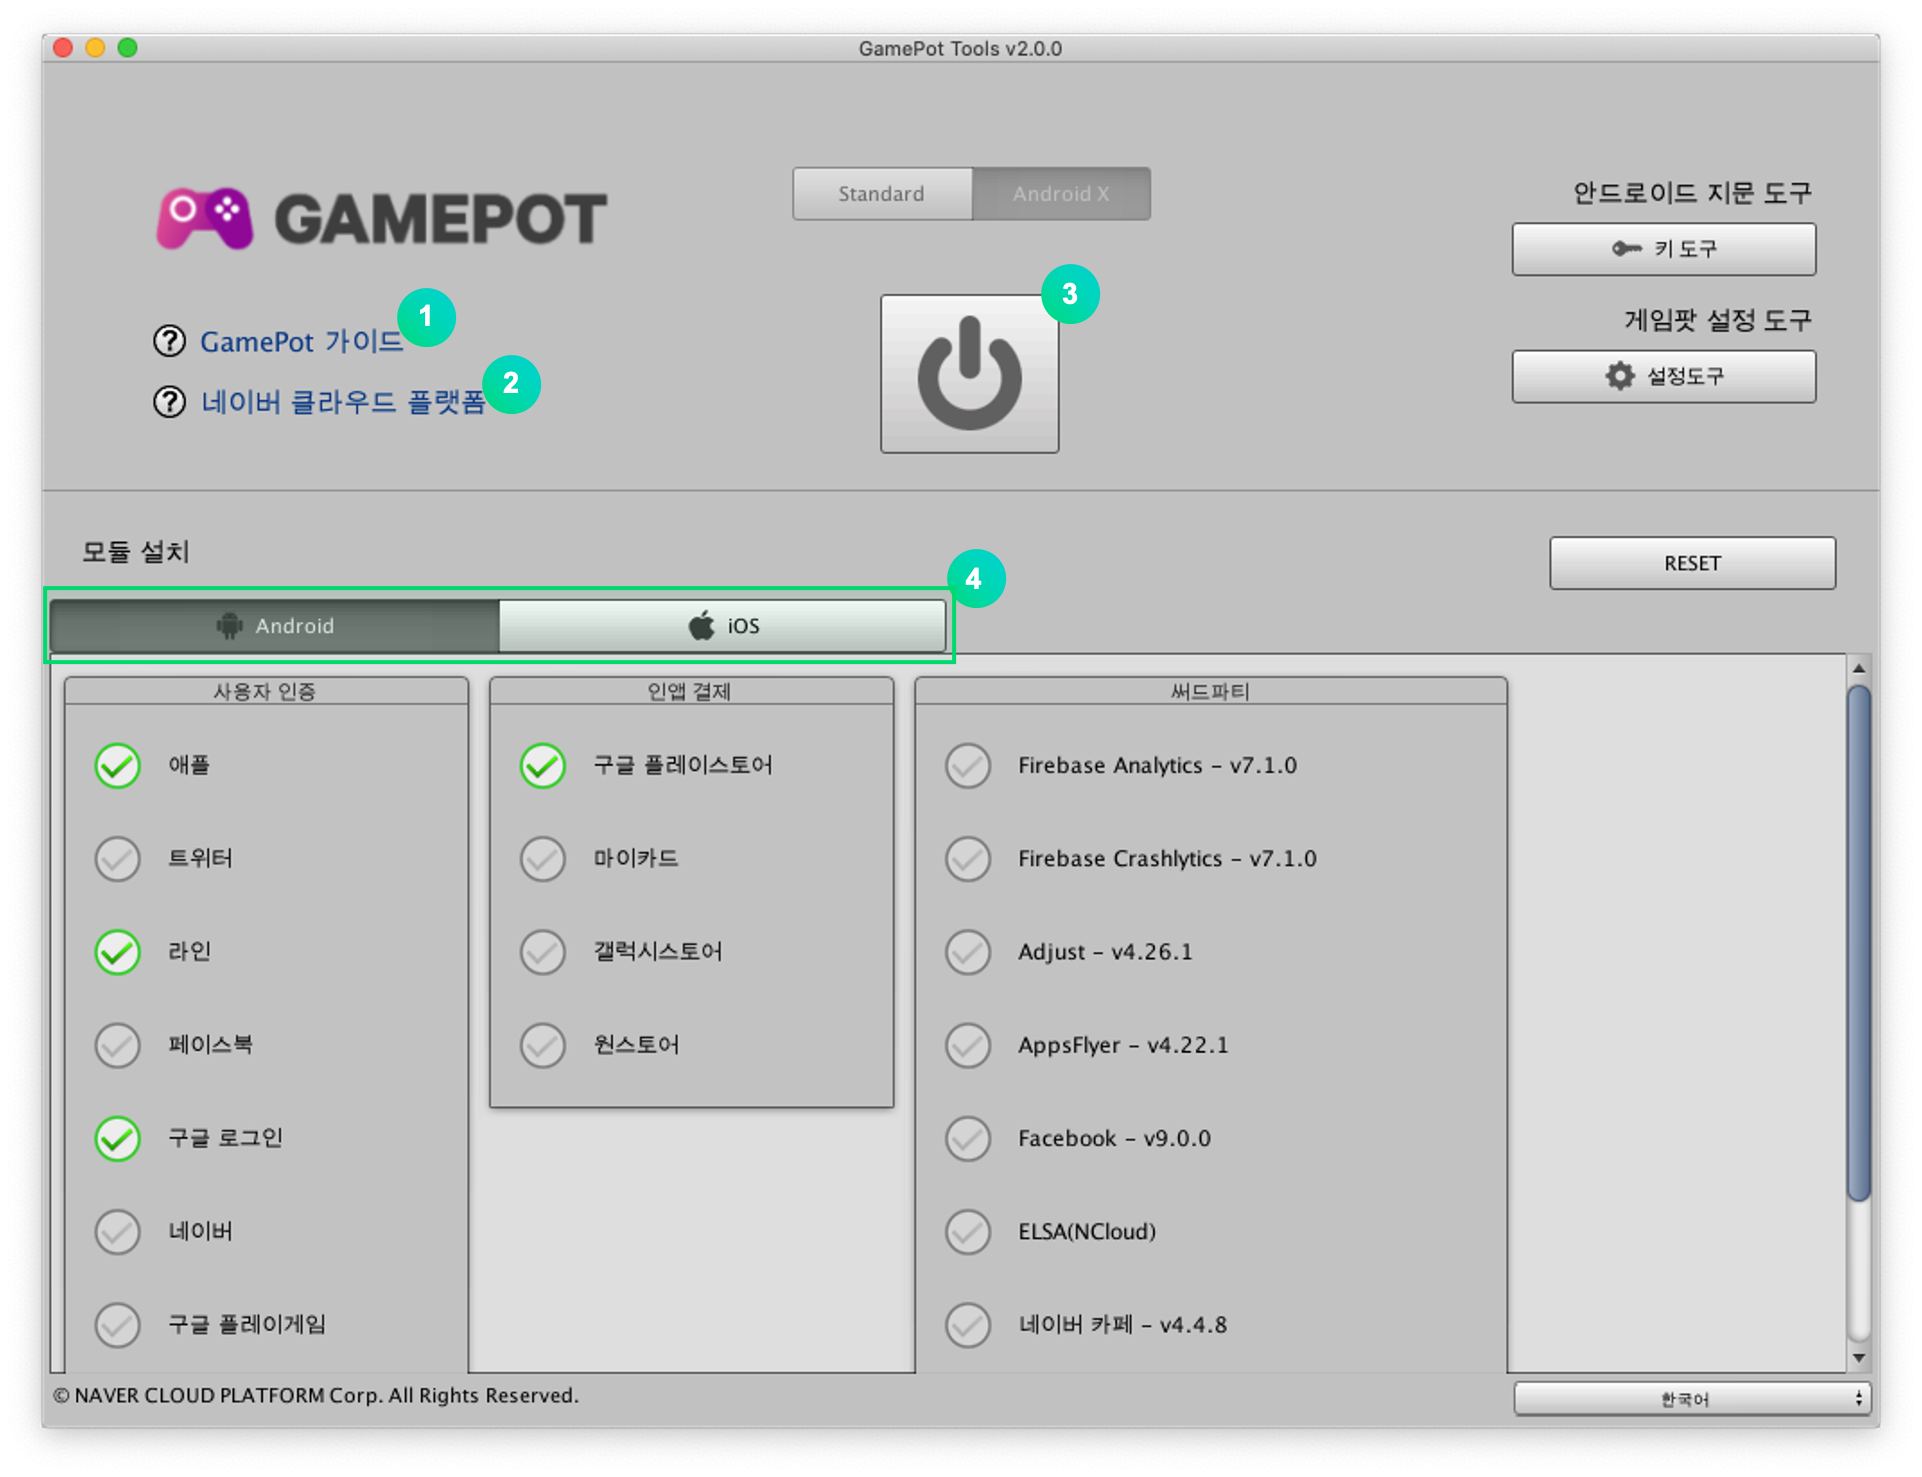 GamePot Tools v2.0.0
GAMEPOT
Standard
Android X
안드로이드 지문 도구
키 도구
1
GamePot 가이드
2
네이버 클라우드 플랫폼
3
게임팟 설정 도구
설정도구
모듈 설치
RESET
4
Android
iOS
사용자 인증
애플
트위터
라인
페이스북
구글 로그인
네이버
구글 플레이게임
인앱 결제
구글 플레이스토어
마이카드
갤럭시스토어
원스토어
써드파티
Firebase Analytics – v7.1.0
Firebase Crashlytics – v7.1.0
Adjust – v4.26.1
AppsFlyer – v4.22.1
Facebook – v9.0.0
ELSA(NCloud)
네이버 카페 – v4.4.8
© NAVER CLOUD PLATFORM Corp. All Rights Reserved.
한국어